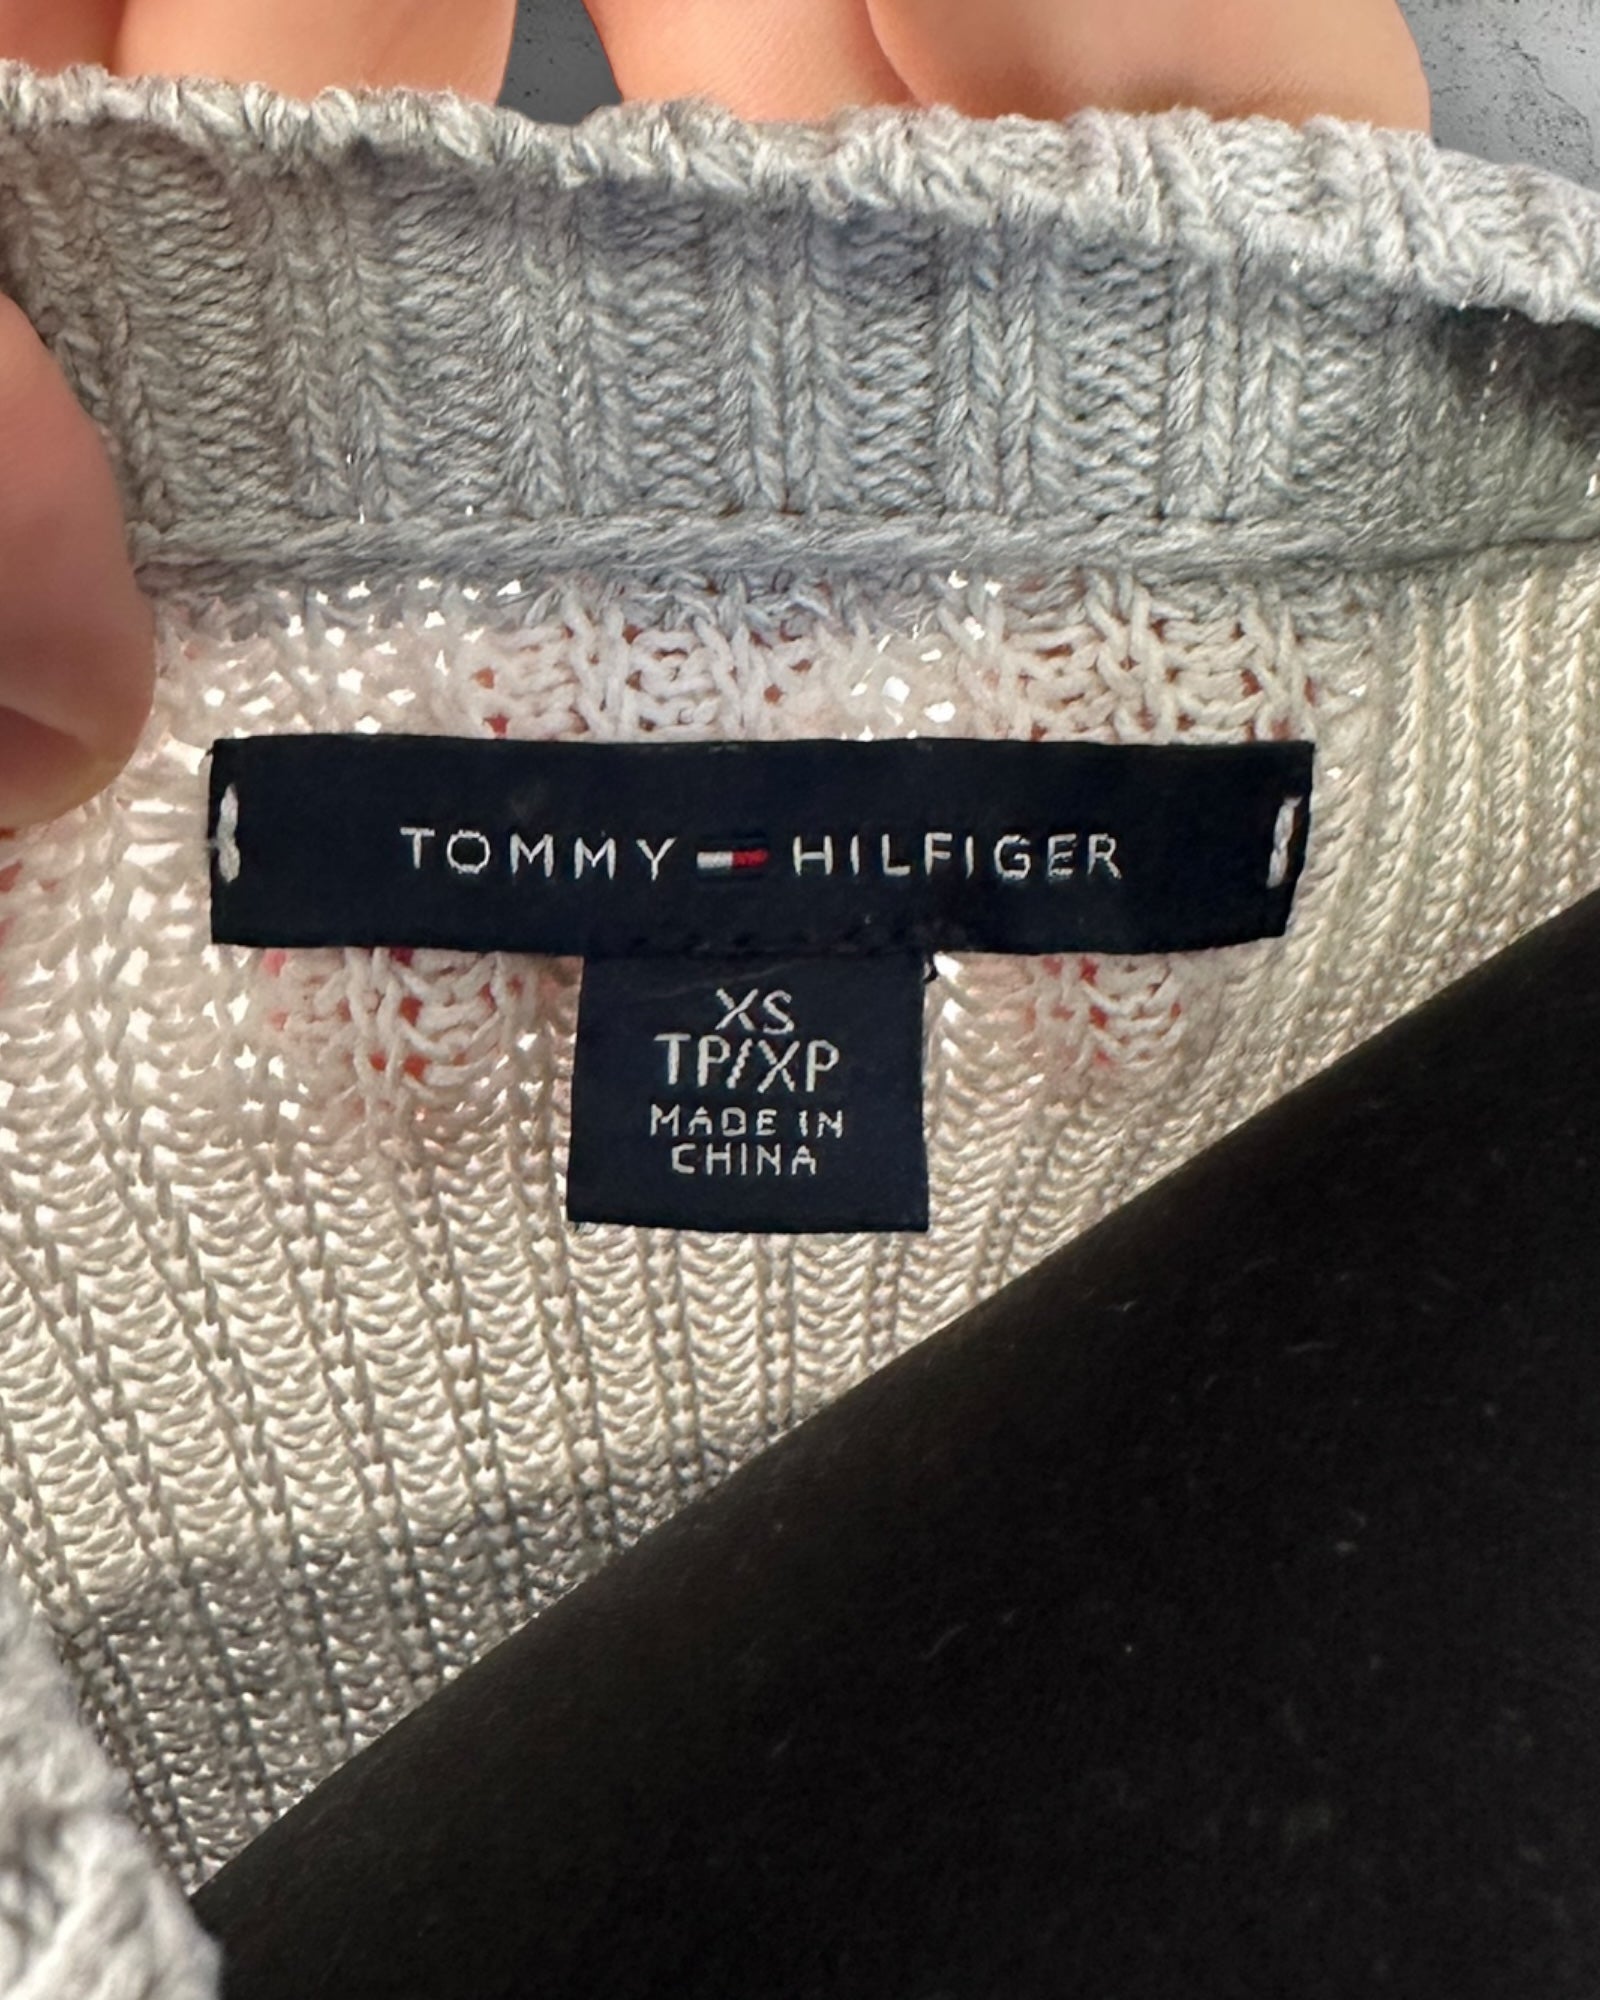 TOMMY HILFIGER
XS
TP/XP
MADE IN
CHINA